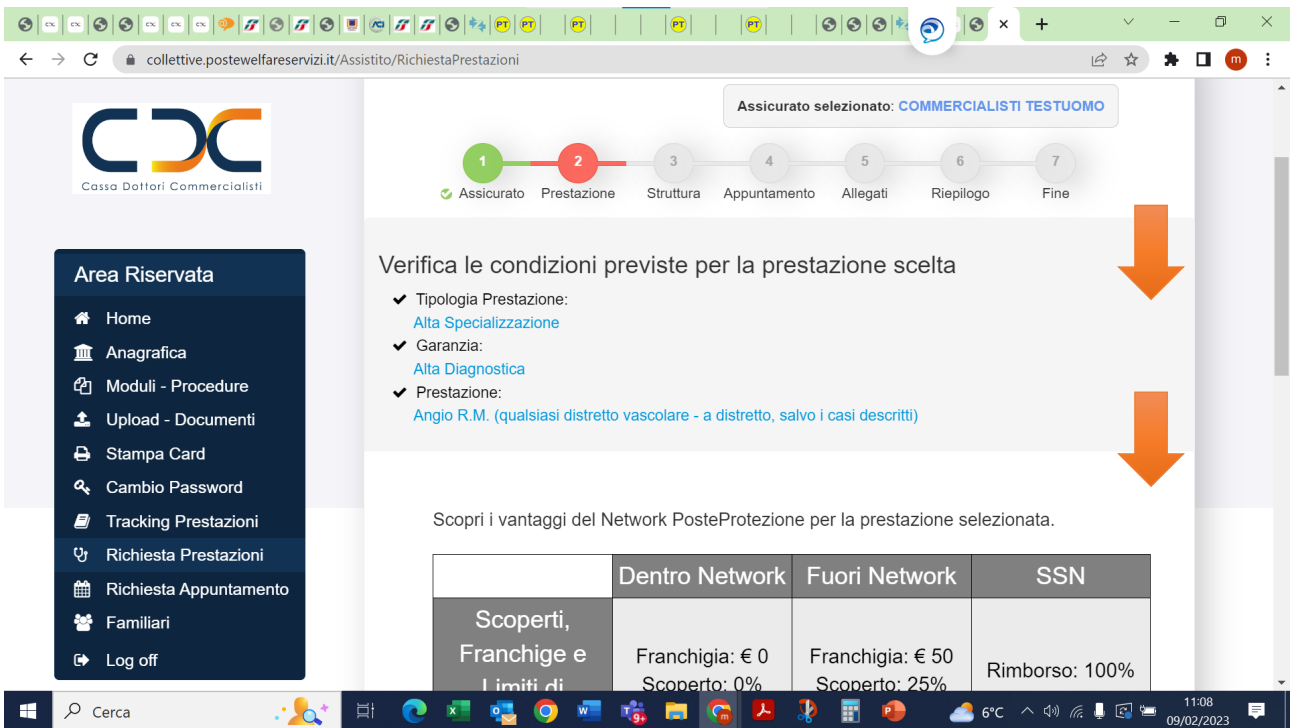 collettive.postewelfareservizi.it/Assistito/RichiestaPrestazioni
m
CDC
Cassa Dottori Commercialisti
Assicurato selezionato: COMMERCIALISTI TESTUOMO
1 2 3 4 5 6 7
Assicurato Prestazione Struttura Appuntamento Allegati Riepilogo Fine
Area Riservata
Home
Anagrafica
Moduli - Procedure
Upload - Documenti
Stampa Card
Cambio Password
Tracking Prestazioni
Richiesta Prestazioni
Richiesta Appuntamento
Familiari
Log off
Verifica le condizioni previste per la prestazione scelta
Tipologia Prestazione:
Alta Specializzazione
Garanzia:
Alta Diagnostica
Prestazione:
Angio R.M. (qualsiasi distretto vascolare - a distretto, salvo i casi descritti)
Scopri i vantaggi del Network PosteProtezione per la prestazione selezionata.
Dentro Network Fuori Network SSN
Scoperti,
Franchige e
Limiti di
Franchigia: € 0
Scoperto: 0%
Franchigia: € 50
Scoperto: 25%
Rimborso: 100%
Cerca
6°C
11:08
09/02/2023